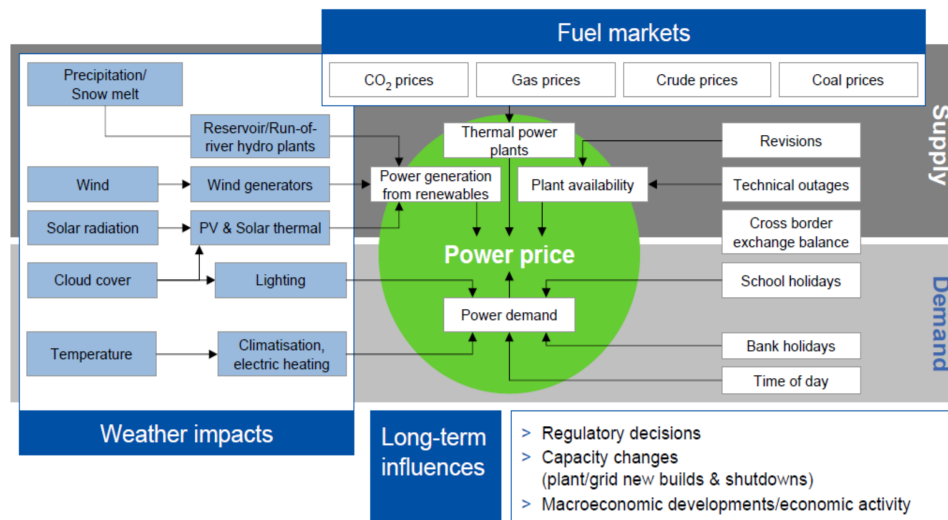 Fuel markets
CO₂ prices
Gas prices
Crude prices
Coal prices
Precipitation/
Snow melt
Reservoir/Run-of-
river hydro plants
Thermal power
plants
Revisions
Supply
Wind
Wind generators
Power generation
from renewables
Plant availability
Technical outages
Solar radiation
PV & Solar thermal
Cross border
exchange balance
Power price
Cloud cover
Lighting
School holidays
Demand
Power demand
Temperature
Climatisation,
electric heating
Bank holidays
Time of day
Weather impacts
Long-term
influences
> Regulatory decisions
> Capacity changes
(plant/grid new builds & shutdowns)
> Macroeconomic developments/economic activity